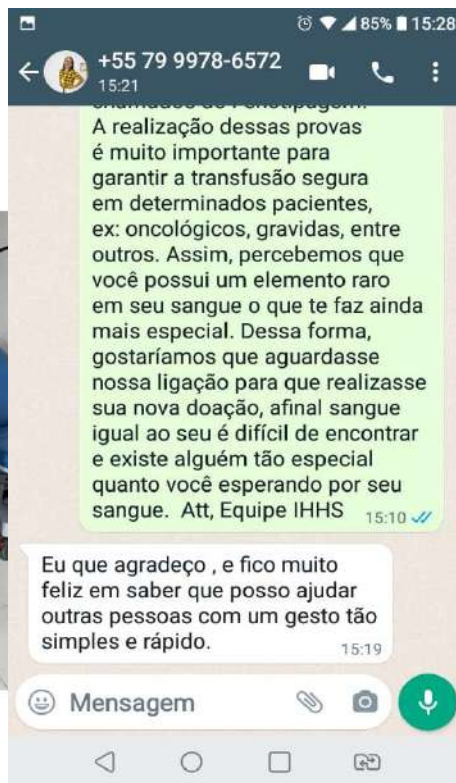 85% 15:28
+55 79 9978-6572
15:21
A realização dessas provas
é muito importante para
garantir a transfusão segura
em determinados pacientes,
ex: oncológicos, gravidas, entre
outros. Assim, percebemos que
você possui um elemento raro
em seu sangue o que te faz ainda
mais especial. Dessa forma,
gostaríamos que aguardasse
nossa ligação para que realizasse
sua nova doação, afinal sangue
igual ao seu é difícil de encontrar
e existe alguém tão especial
quanto você esperando por seu
sangue. Att, Equipe IHHS 15:10
Eu que agradeço , e fico muito
feliz em saber que posso ajudar
outras pessoas com um gesto tão
simples e rápido. 15:19
Mensagem